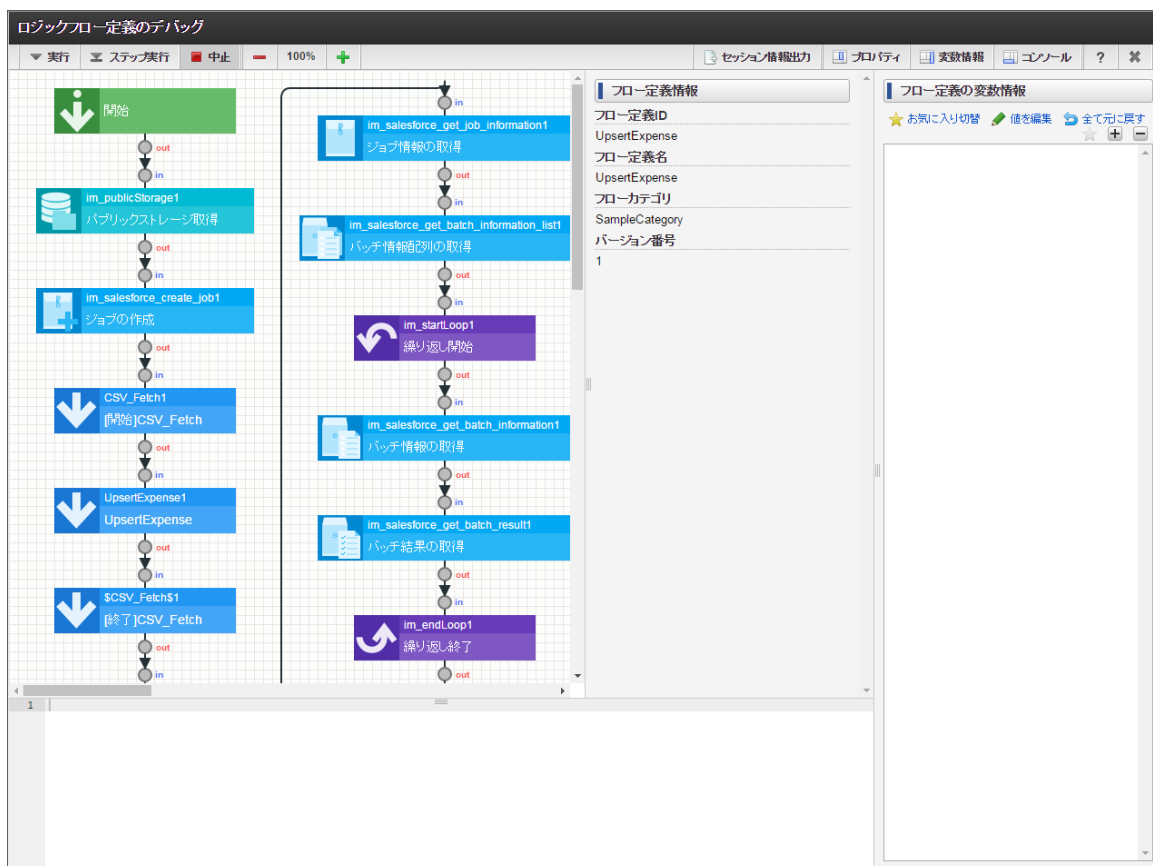 ロジックフロー定義のデバッグ
実行 ステップ実行 中止 100% セッション情報出力 プロパティ 変数情報 コンソール ?
開始
out
in
im_publicStorage1
パブリックストレージ取得
out
in
im_salesforce_create_job1
ジョブの作成
out
in
CSV_Fetch1
[開始]CSV_Fetch
out
in
UpsertExpense1
UpsertExpense
out
in
$CSV_Fetch$1
[終了]CSV_Fetch
out
in
in
im_salesforce_get_job_information1
ジョブ情報の取得
out
in
im_salesforce_get_batch_information_list1
バッチ情報配列の取得
out
in
im_startLoop1
繰り返し開始
out
in
im_salesforce_get_batch_information1
バッチ情報の取得
out
in
im_salesforce_get_batch_result1
バッチ結果の取得
out
in
im_endLoop1
繰り返し終了
out
フロー定義情報
フロー定義ID
UpsertExpense
フロー定義名
UpsertExpense
フローカテゴリ
SampleCategory
バージョン番号
1
フロー定義の変数情報
お気に入り切替 値を編集 全て元に戻す
1